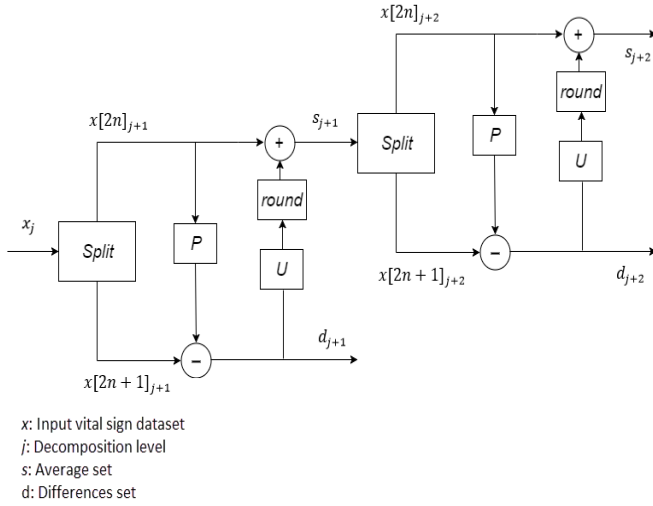 x[2n]_{j+2}
+
s_{j+2}
round
x[2n]_{j+1}
s_{j+1}
+
Split
P
U
round
x_j
Split
P
U
−
x[2n + 1]_{j+2}
d_{j+2}
d_{j+1}
−
x[2n + 1]_{j+1}
x: Input vital sign dataset
j: Decomposition level
s: Average set
d: Differences set